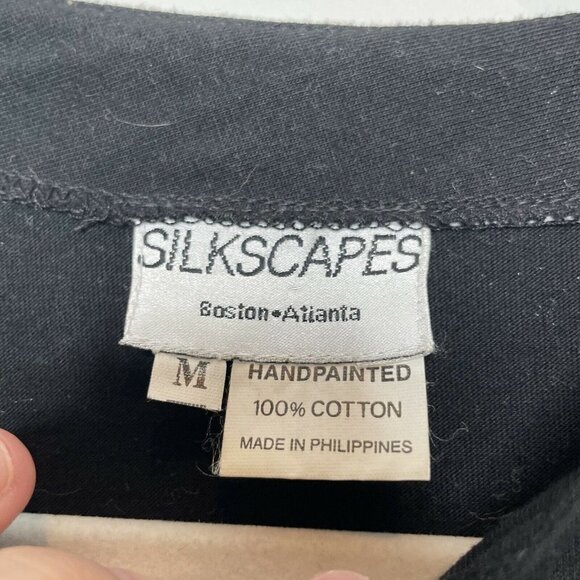 SILKSCAPES
Boston•Atlanta
M
HANDPAINTED
100% COTTON
MADE IN PHILIPPINES